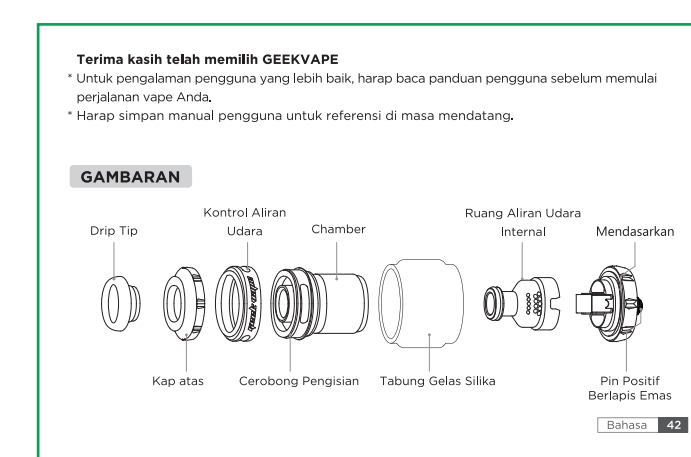 Terima kasih telah memilih GEEKVAPE
* Untuk pengalaman pengguna yang lebih baik, harap baca panduan pengguna sebelum memulai
perjalanan vape Anda.
* Harap simpan manual pengguna untuk referensi di masa mendatang.
GAMBARAN
Drip Tip
Kontrol Aliran
Udara
Chamber
Ruang Aliran Udara
Internal
Mendasarkan
Kap atas
Cerobong Pengisian
Tabung Gelas Silika
Pin Positif
Berlapis Emas
Bahasa 42